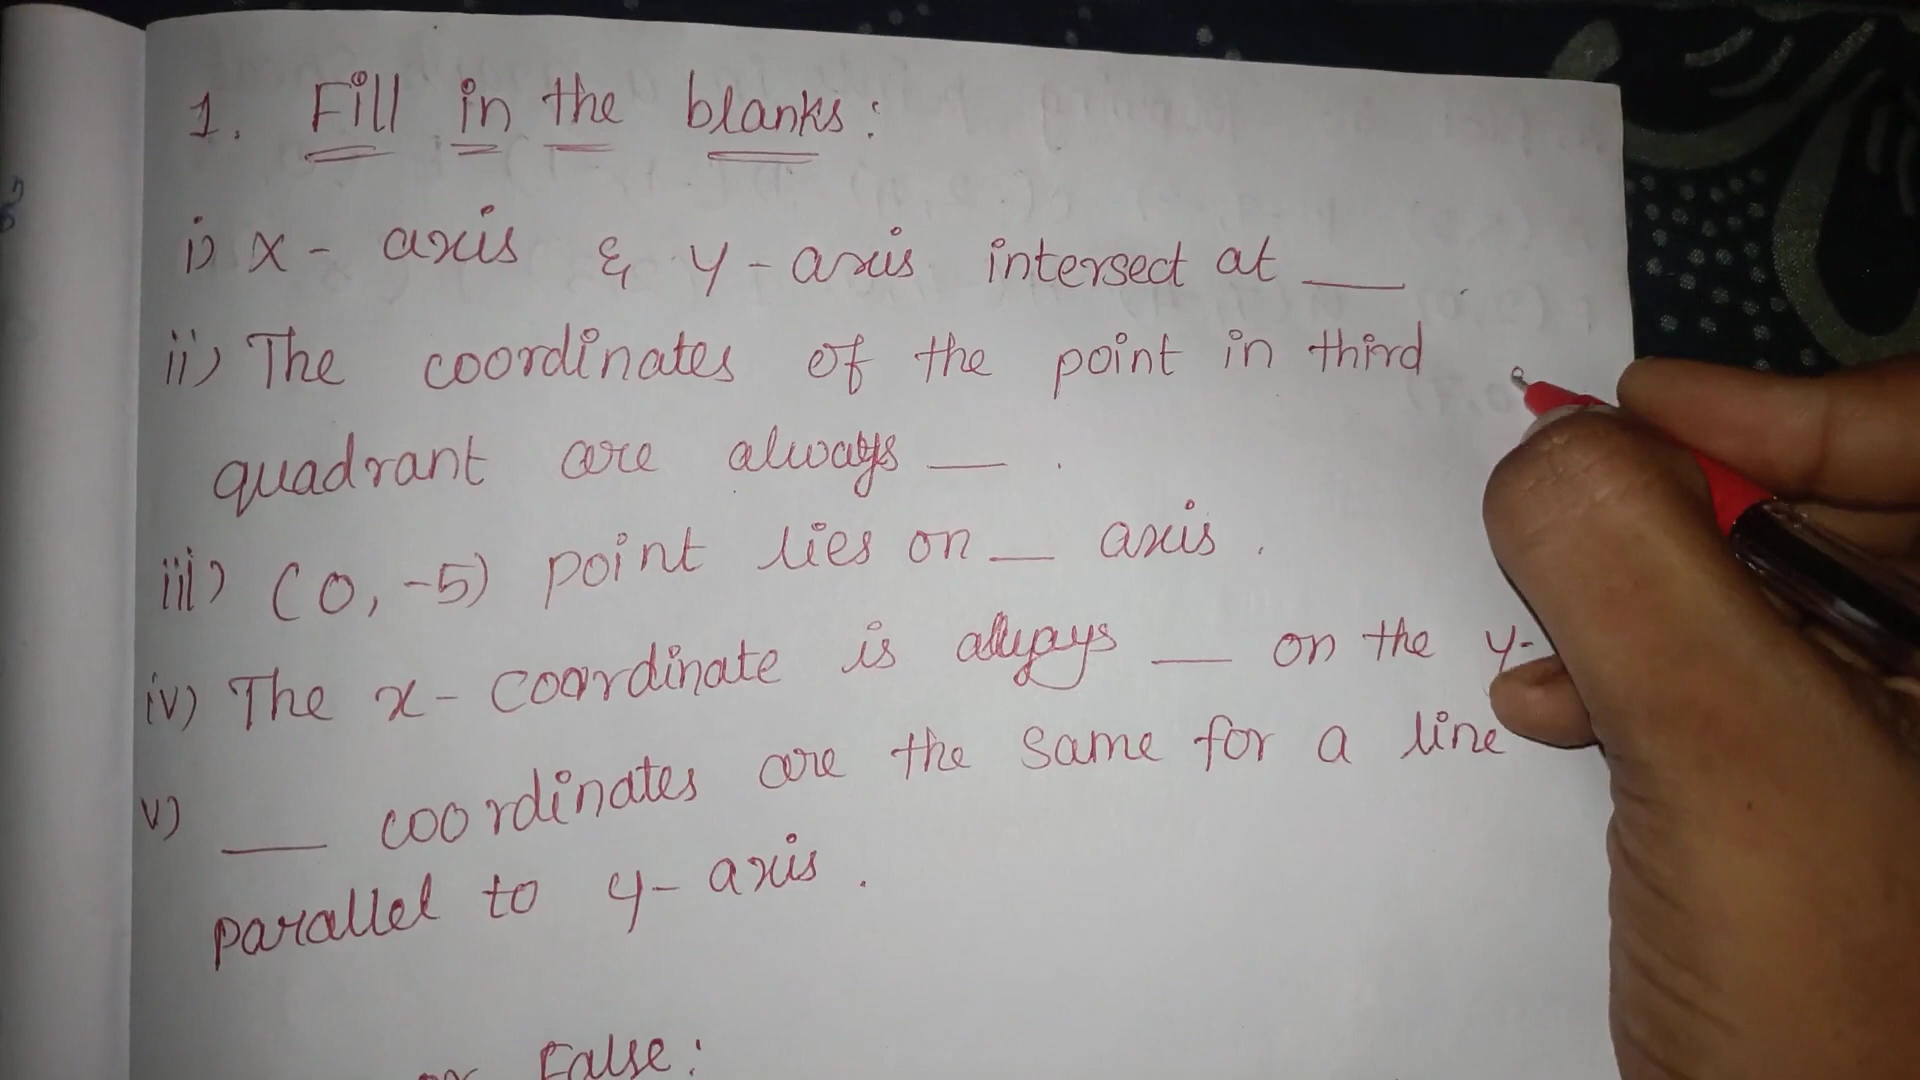 1. Fill in the blanks:
i) x - axis & y - axis intersect at ___ .
ii) The coordinates of the point in third
quadrant are always ___ .
iii) (0, -5) point lies on __ axis .
iv) The x - coordinate is always ___ on the y-
v) ___ coordinates are the same for a line
parallel to y - axis .
or False: